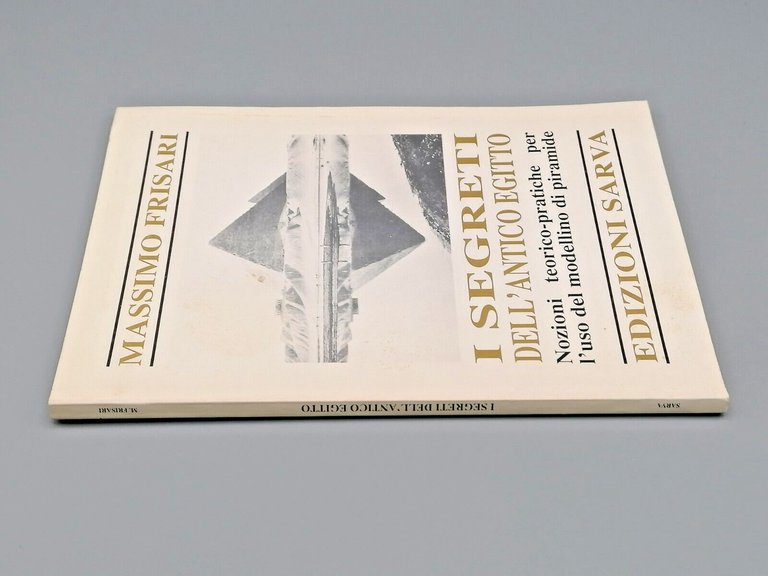 MASSIMO FRISARI
I SEGRETI
DELL'ANTICO EGITTO
Nozioni teorico-pratiche per
l'uso del modellino di piramide
EDIZIONI SARVA
M. FRISARI
I SEGRETI DELL'ANTICO EGITTO
SARVA